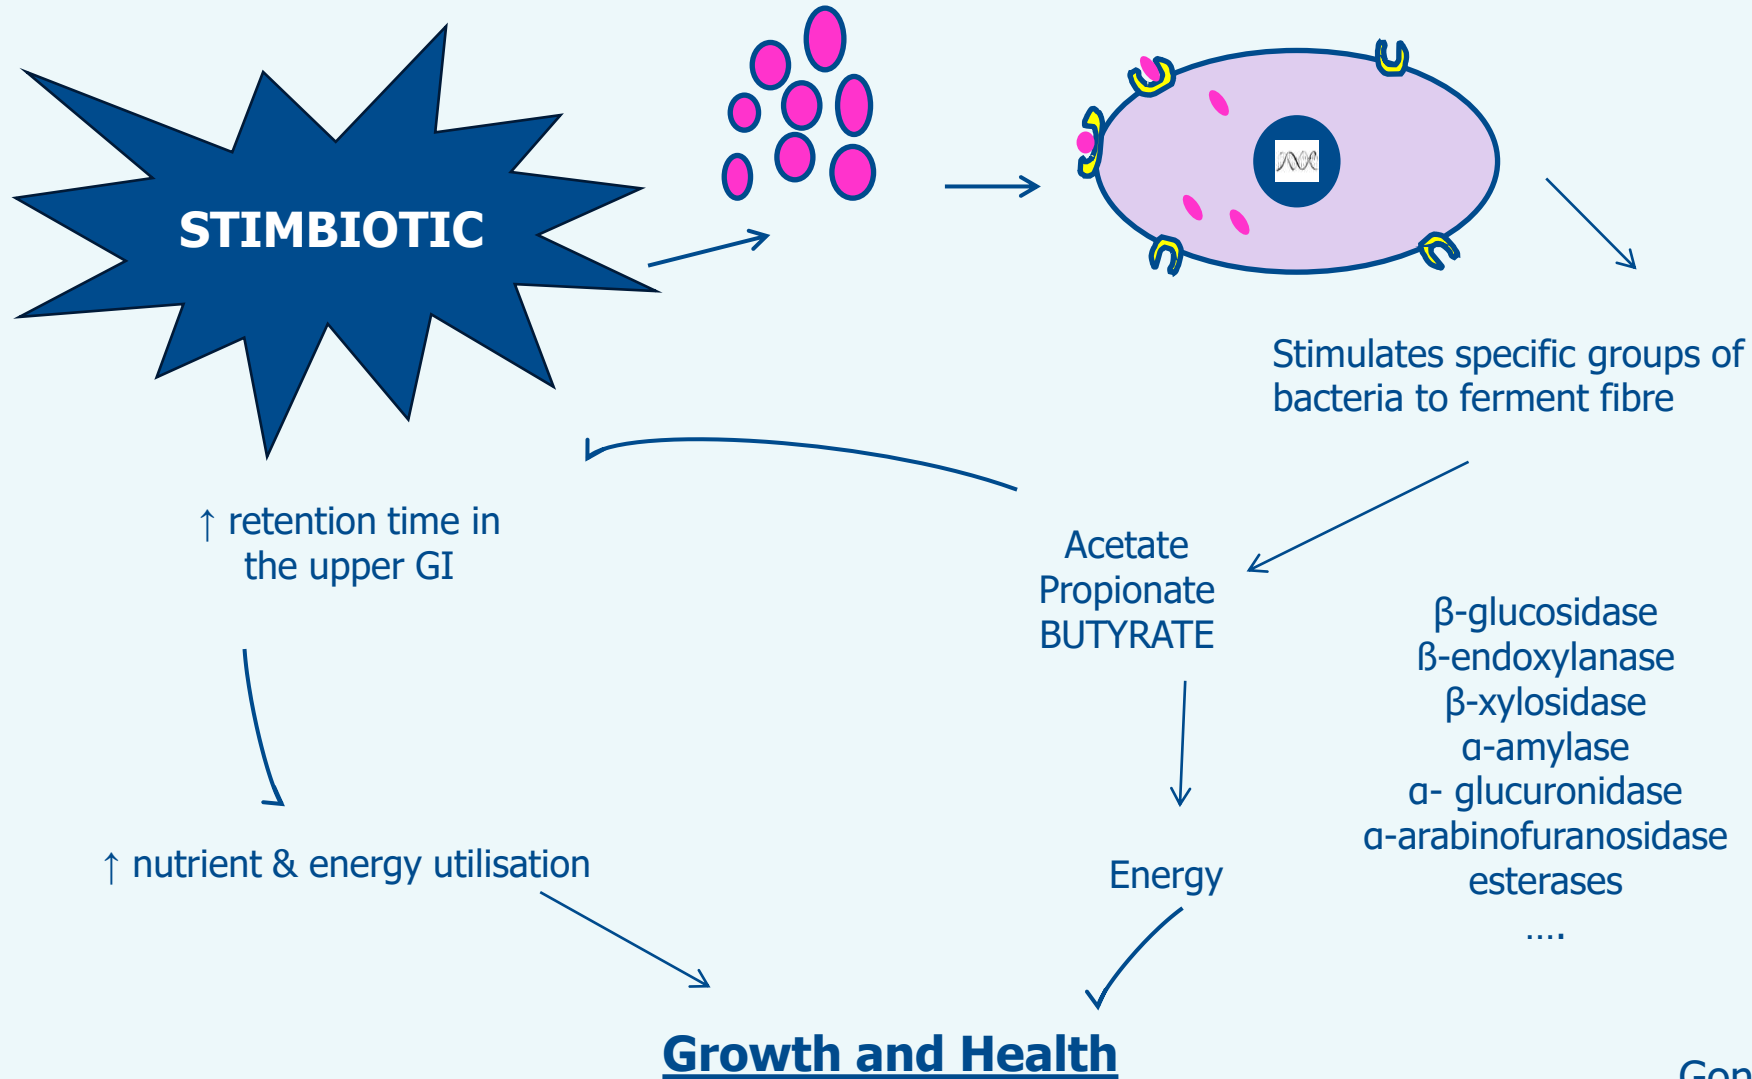 STIMBIOTIC
Stimulates specific groups of
bacteria to ferment fibre
↑ retention time in
the upper GI
Acetate
Propionate
BUTYRATE
β-glucosidase
ß-endoxylanase
β-xylosidase
α-amylase
α- glucuronidase
α-arabinofuranosidase
esterases
….
↑ nutrient & energy utilisation
Energy
Growth and Health